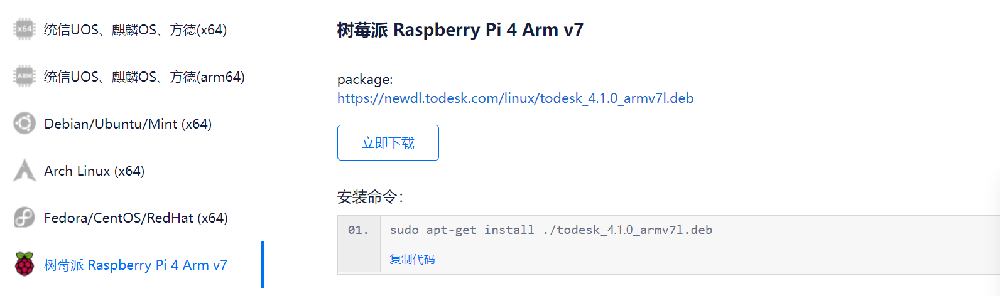 x64
统信UOS、麒麟OS、方德(x64)
ARM
统信UOS、麒麟OS、方德(arm64)
Debian/Ubuntu/Mint (x64)
Arch Linux (x64)
Fedora/CentOS/RedHat (x64)
树莓派 Raspberry Pi 4 Arm v7
树莓派 Raspberry Pi 4 Arm v7
package:
https://newdl.todesk.com/linux/todesk_4.1.0_armv7l.deb
立即下载
安装命令：
01. sudo apt-get install ./todesk_4.1.0_armv7l.deb
复制代码